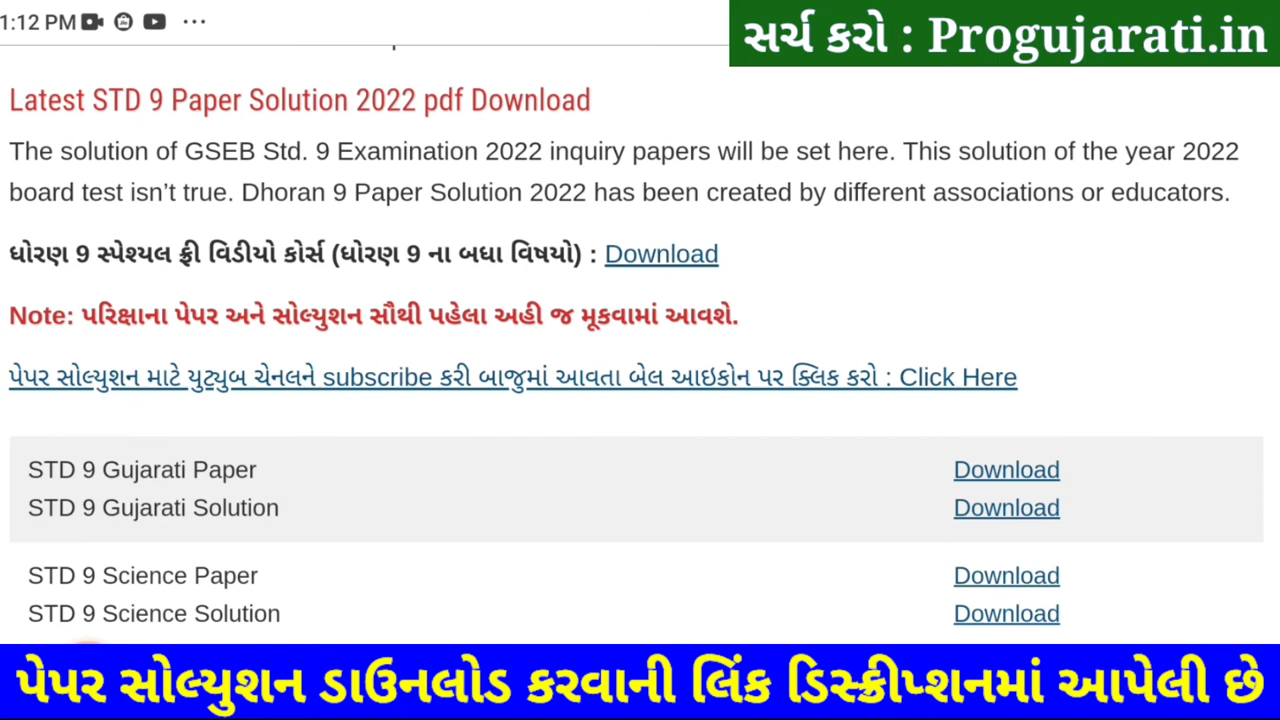 1:12 PM
સર્ચ કરો : Progujarati.in
Latest STD 9 Paper Solution 2022 pdf Download
The solution of GSEB Std. 9 Examination 2022 inquiry papers will be set here. This solution of the year 2022
board test isn’t true. Dhoran 9 Paper Solution 2022 has been created by different associations or educators.
ધોરણ 9 સ્પેશ્યલ ફ્રી વિડીયો કોર્સ (ધોરણ 9 ના બધા વિષયો) : Download
Note: પરિક્ષાના પેપર અને સોલ્યુશન સૌથી પહેલા અહી જ મૂકવામાં આવશે.
પેપર સોલ્યુશન માટે યુટ્યુબ ચેનલને subscribe કરી બાજુમાં આવતા બેલ આઇકોન પર ક્લિક કરો : Click Here
STD 9 Gujarati Paper Download
STD 9 Gujarati Solution Download
STD 9 Science Paper Download
STD 9 Science Solution Download
પેપર સોલ્યુશન ડાઉનલોડ કરવાની લિંક ડિસ્ક્રીપ્શનમાં આપેલી છે